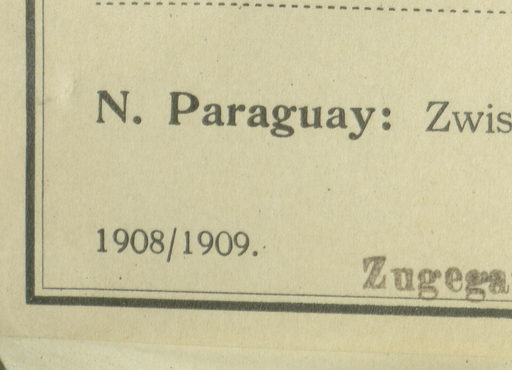 N. Paraguay: Zwis
1908/1909.
Zugega